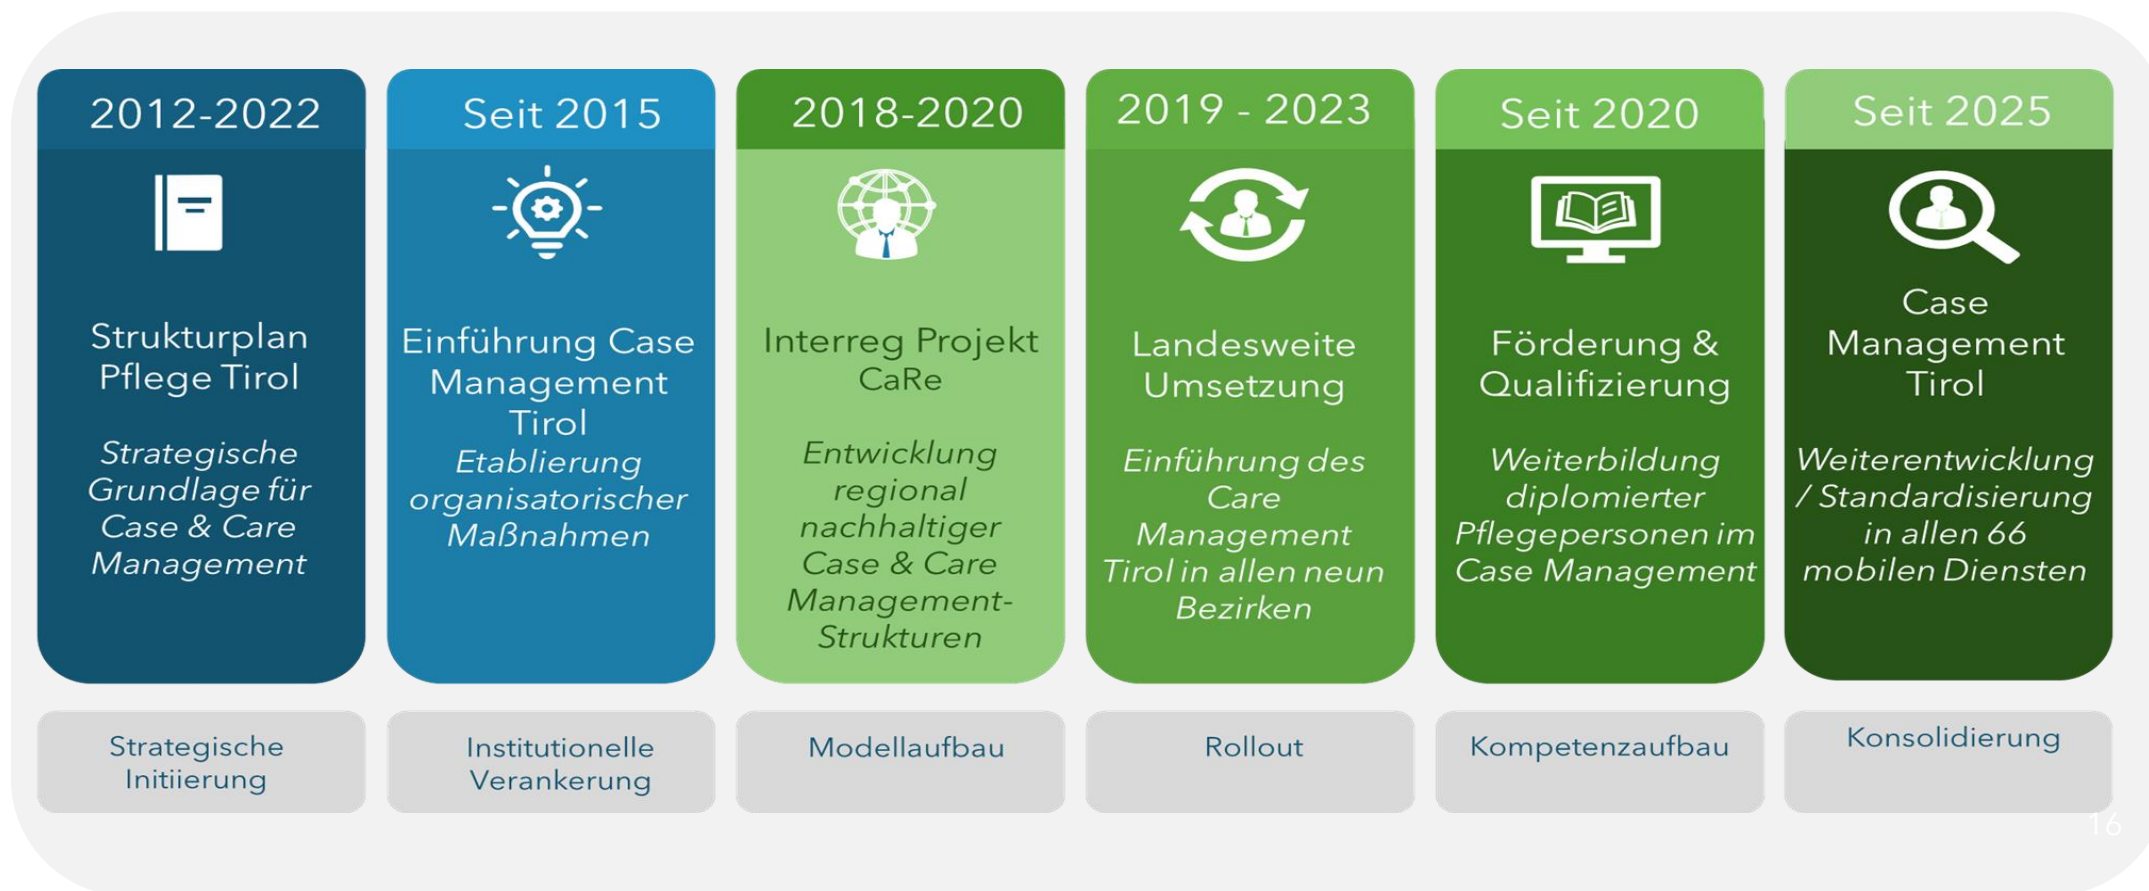 2012-2022
Strukturplan
Pflege Tirol
Strategische
Grundlage für
Case & Care
Management
Strategische
Initiierung
Seit 2015
Einführung Case
Management
Tirol
Etablierung
organisatorischer
Maßnahmen
Institutionelle
Verankerung
2018-2020
Interreg Projekt
CaRe
Entwicklung
regional
nachhaltiger
Case & Care
Management-
Strukturen
Modellaufbau
2019 - 2023
Landesweite
Umsetzung
Einführung des
Care
Management
Tirol in allen neun
Bezirken
Rollout
Seit 2020
Förderung &
Qualifizierung
Weiterbildung
diplomierter
Pflegepersonen im
Case Management
Kompetenzaufbau
Seit 2025
Case
Management
Tirol
Weiterentwicklung
/ Standardisierung
in allen 66
mobilen Diensten
Konsolidierung
16